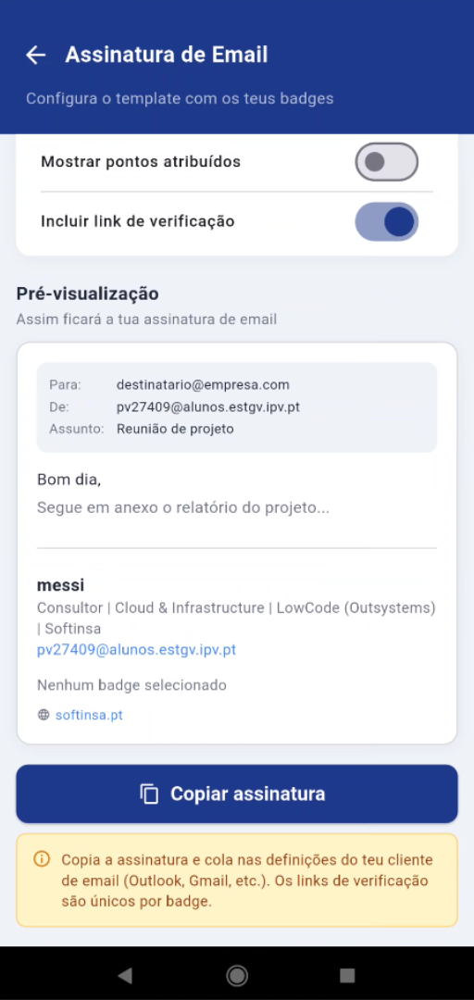 Assinatura de Email
Configura o template com os teus badges
Mostrar pontos atribuídos
Incluir link de verificação
Pré-visualização
Assim ficará a tua assinatura de email
Para: destinatario@empresa.com
De: pv27409@alunos.estgv.ipv.pt
Assunto: Reunião de projeto
Bom dia,
Segue em anexo o relatório do projeto...
messi
Consultor | Cloud & Infrastructure | LowCode (Outsystems)
| Softinsa
pv27409@alunos.estgv.ipv.pt
Nenhum badge selecionado
softinsa.pt
Copiar assinatura
Copia a assinatura e cola nas definições do teu cliente
de email (Outlook, Gmail, etc.). Os links de verificação
são únicos por badge.